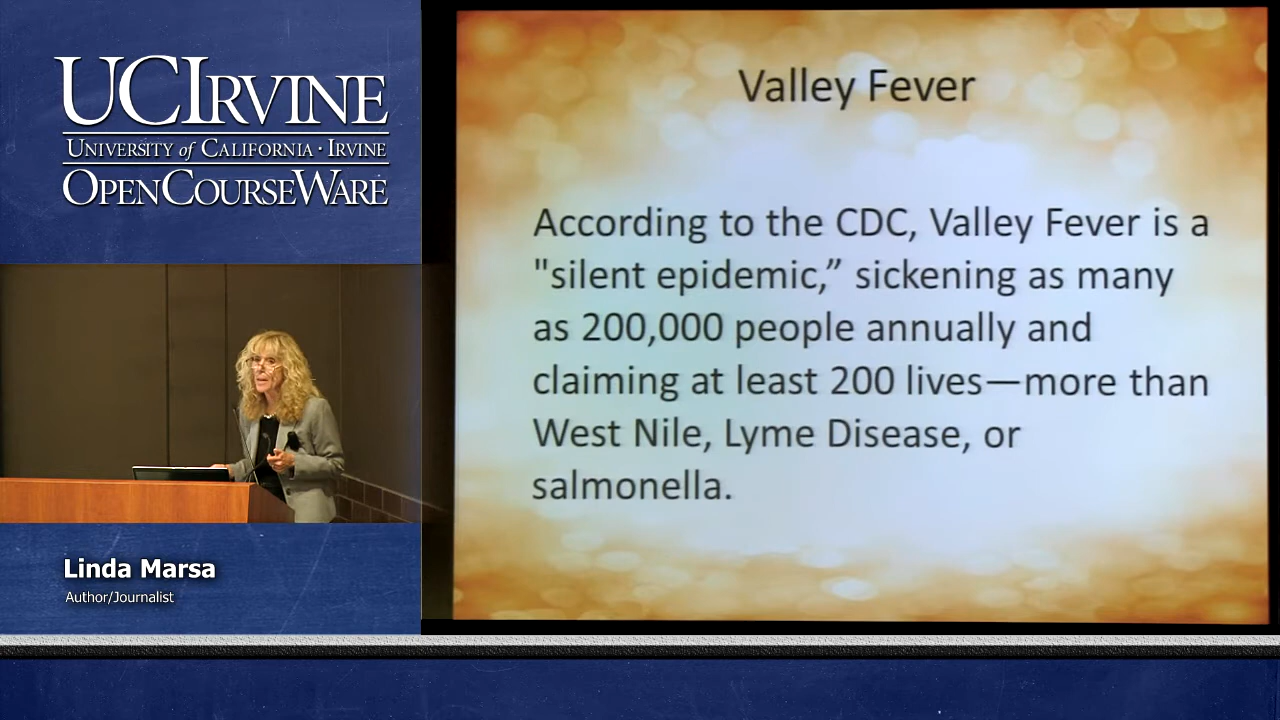 UCIRVINE
UNIVERSITY of CALIFORNIA · IRVINE
OPENCOURSEWARE
Linda Marsa
Author/Journalist
Valley Fever
According to the CDC, Valley Fever is a
"silent epidemic,” sickening as many
as 200,000 people annually and
claiming at least 200 lives—more than
West Nile, Lyme Disease, or
salmonella.